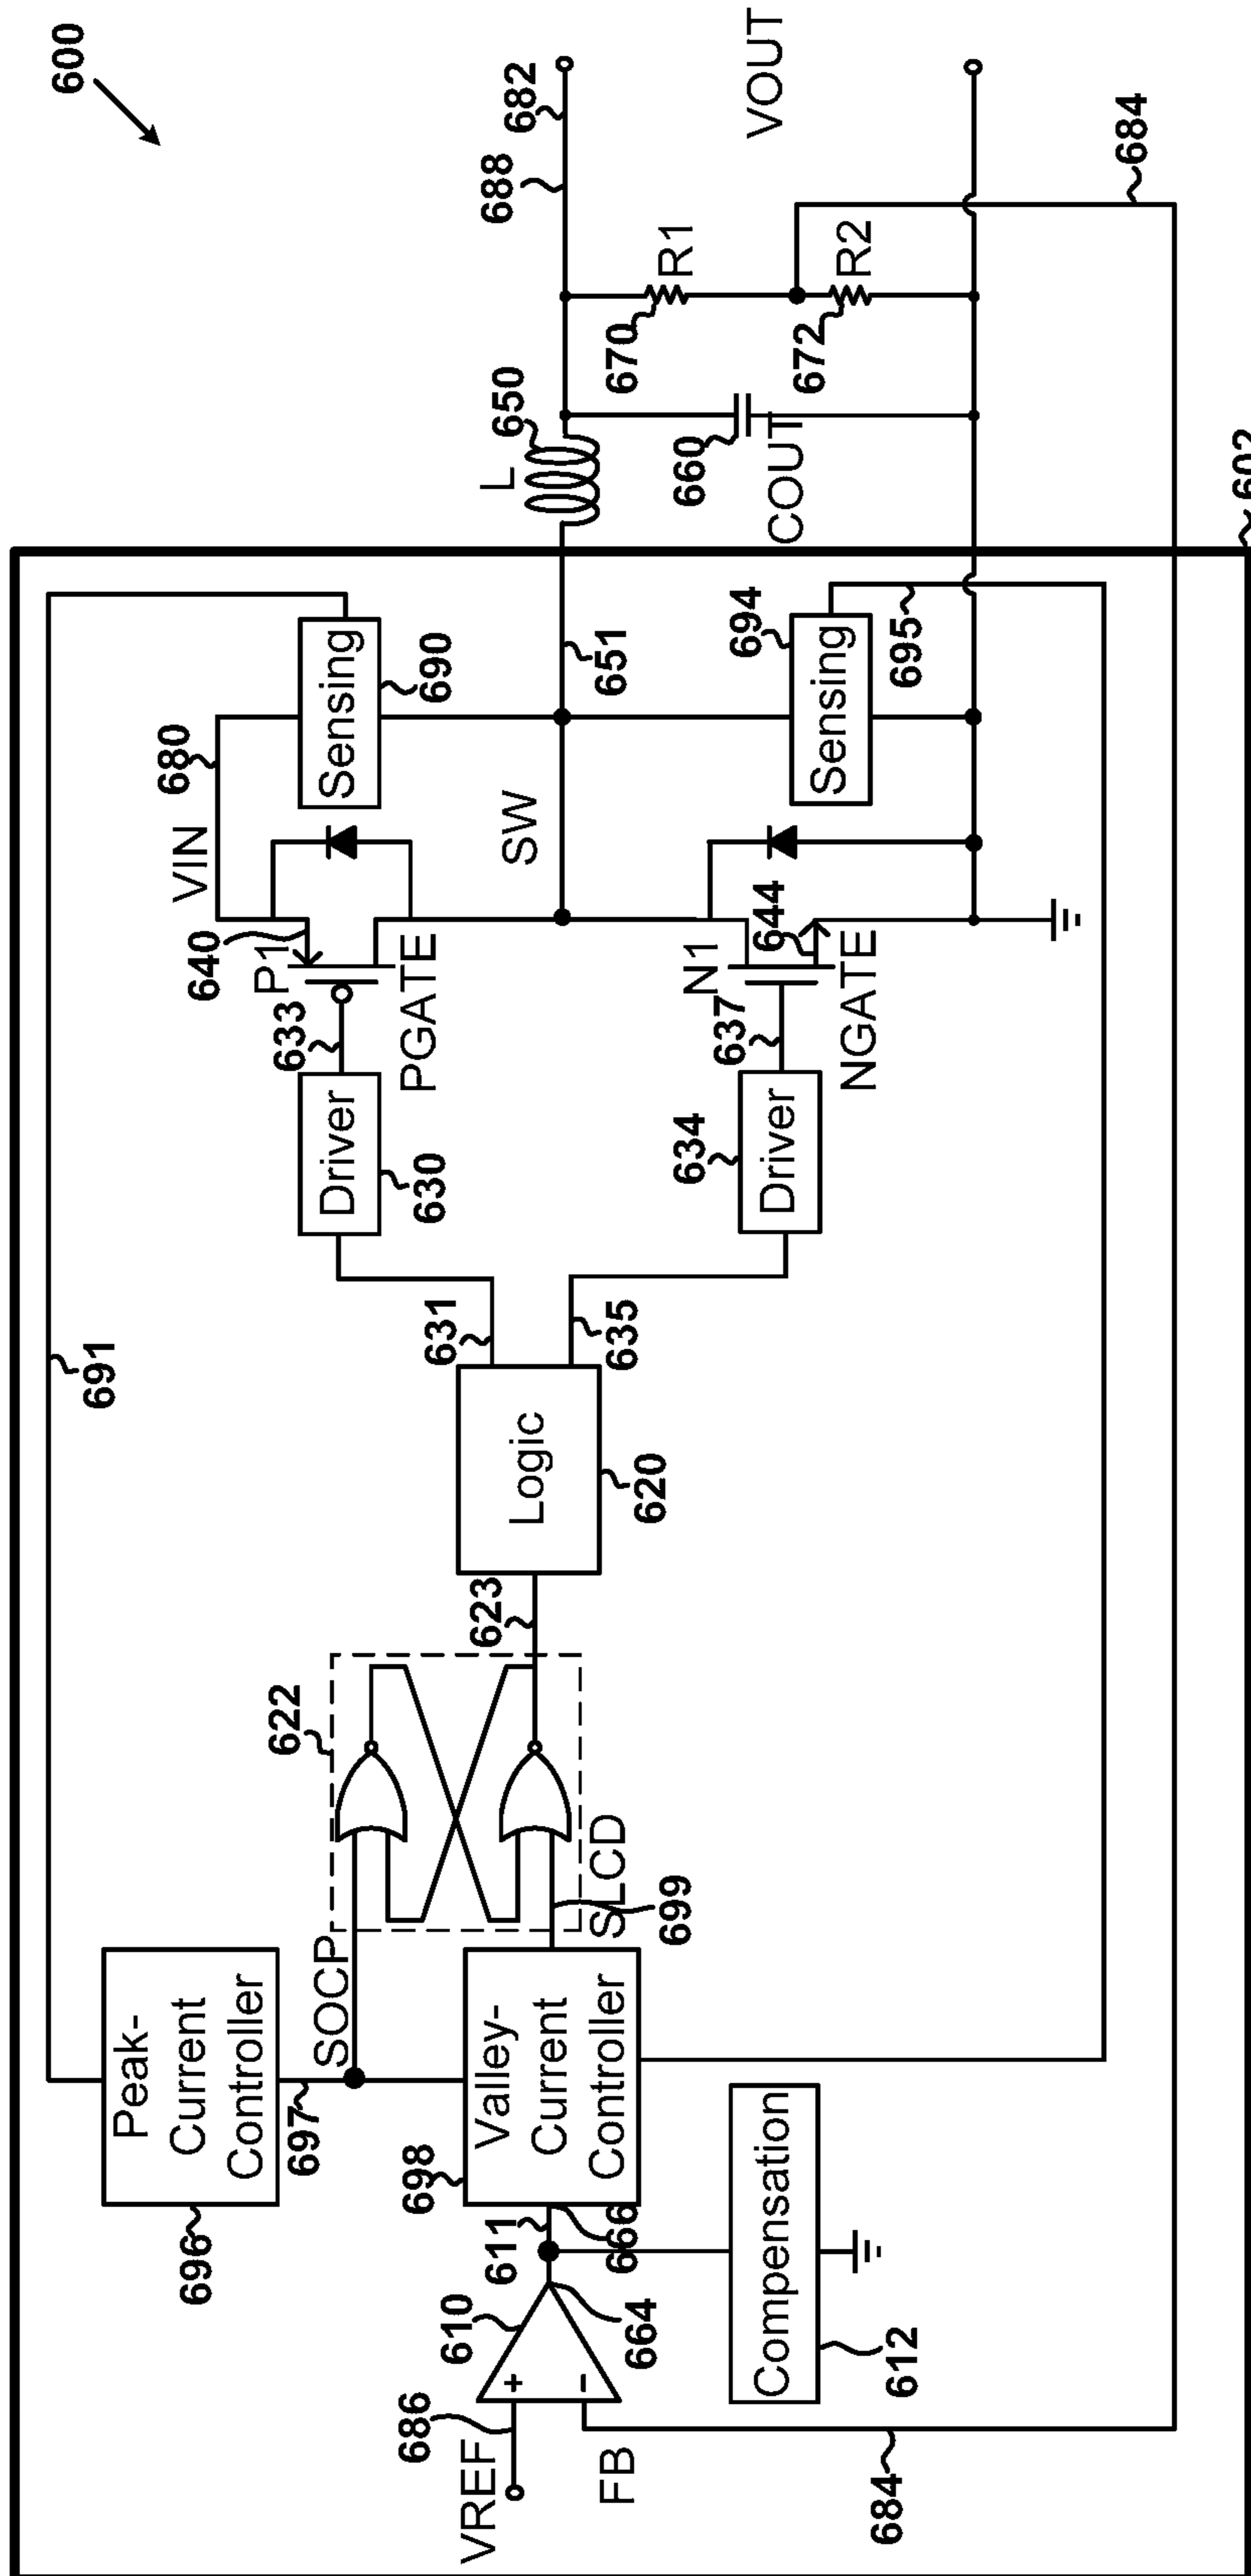 600
602
691
VIN
680
Sensing
690
640
P1
633
PGATE
Driver
630
SW
651
L
650
688
682
R1
670
672
R2
660
COUT
VOUT
684
Sensing
694
695
N1
644
637
NGATE
Driver
634
631
635
Logic
620
623
622
SOCP
SLCD
699
Peak-
Current
Controller
696
697
Valley-
Current
Controller
698
611
666
664
610
+
-
VREF
686
FB
684
Compensation
612